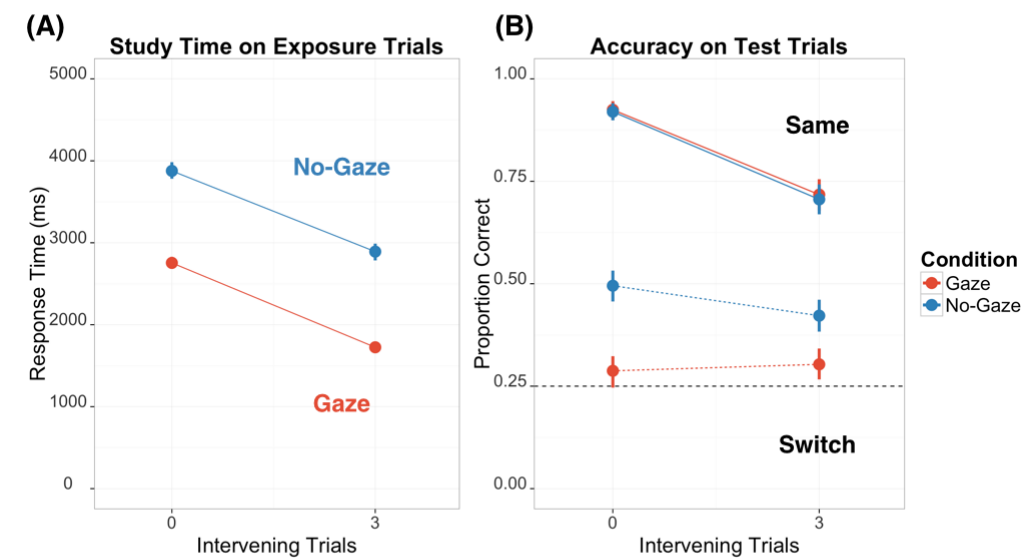 (A)
Study Time on Exposure Trials
Response Time (ms)
5000
4000
3000
2000
1000
0
No-Gaze
Gaze
0 3
Intervening Trials
(B)
Accuracy on Test Trials
Proportion Correct
1.00
0.75
0.50
0.25
0.00
Same
Switch
0 3
Intervening Trials
Condition
Gaze
No-Gaze